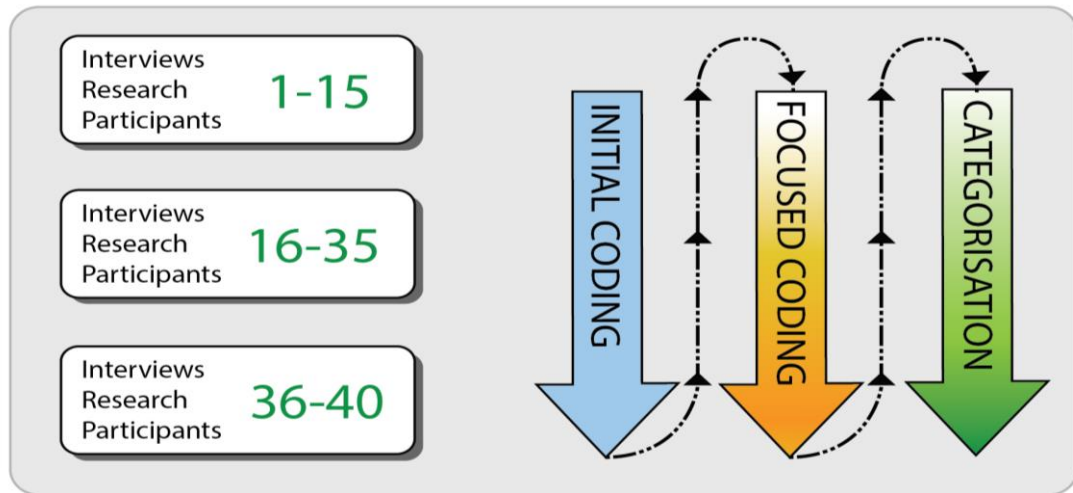 Interviews
Research
Participants
1-15
Interviews
Research
Participants
16-35
Interviews
Research
Participants
36-40
INITIAL CODING
FOCUSED CODING
CATEGORISATION